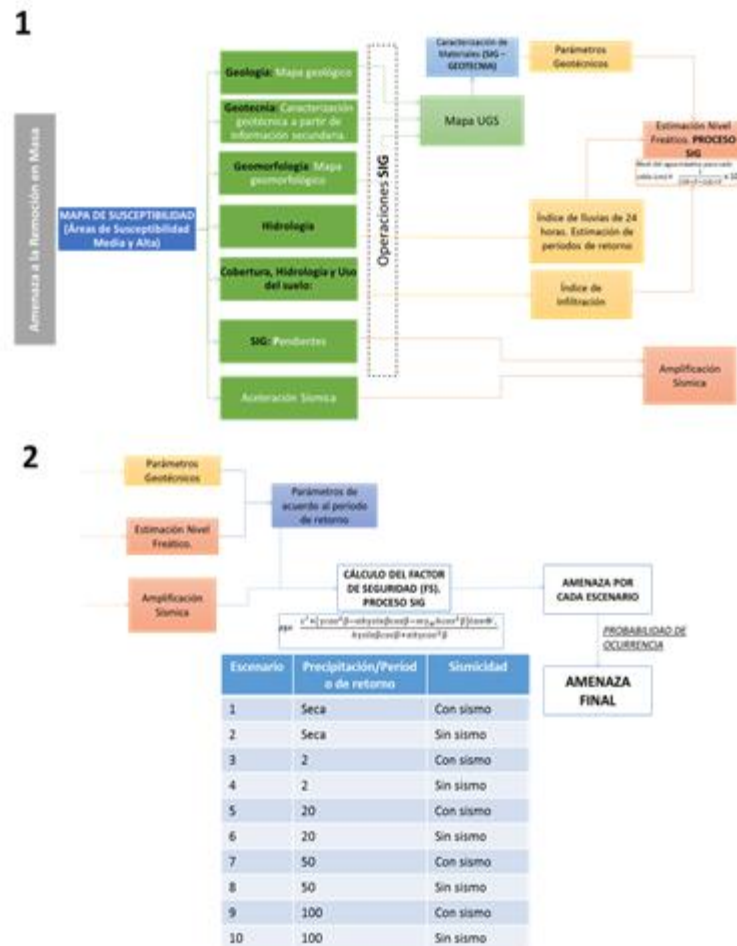 1
Amenaza a la Remoción en Masa
MAPA DE SUSCEPTIBILIDAD
(Áreas de Susceptibilidad
Media y Alta)
Geología: Mapa geológico
Geotecnia: Caracterización
geotécnica a partir de
información secundaria.
Geomorfología: Mapa
geomorfológico
Hidrología
Cobertura, Hidrología y Uso
del suelo:
SIG: Pendientes
Aceleración Sísmica
Operaciones SIG
Caracterización de
Materiales (SIG –
GEOTECNIA)
Mapa UGS
Parámetros
Geotécnicos
Estimación Nivel
Freático. PROCESO
SIG
Índice de lluvias de 24
horas. Estimación de
periodos de retorno
Índice de
infiltración
Amplificación
Sísmica
2
Parámetros
Geotécnicos
Estimación Nivel
Freático.
Amplificación
Sísmica
Parámetros de
acuerdo al periodo
de retorno
CÁLCULO DEL FACTOR
DE SEGURIDAD (FS).
PROCESO SIG
AMENAZA POR
CADA ESCENARIO
PROBABILIDAD DE
OCURRENCIA
AMENAZA
FINAL
Escenario Precipitación/Period
o de retorno Sismicidad
1 Seca Con sismo
2 Seca Sin sismo
3 2 Con sismo
4 2 Sin sismo
5 20 Con sismo
6 20 Sin sismo
7 50 Con sismo
8 50 Sin sismo
9 100 Con sismo
10 100 Sin sismo